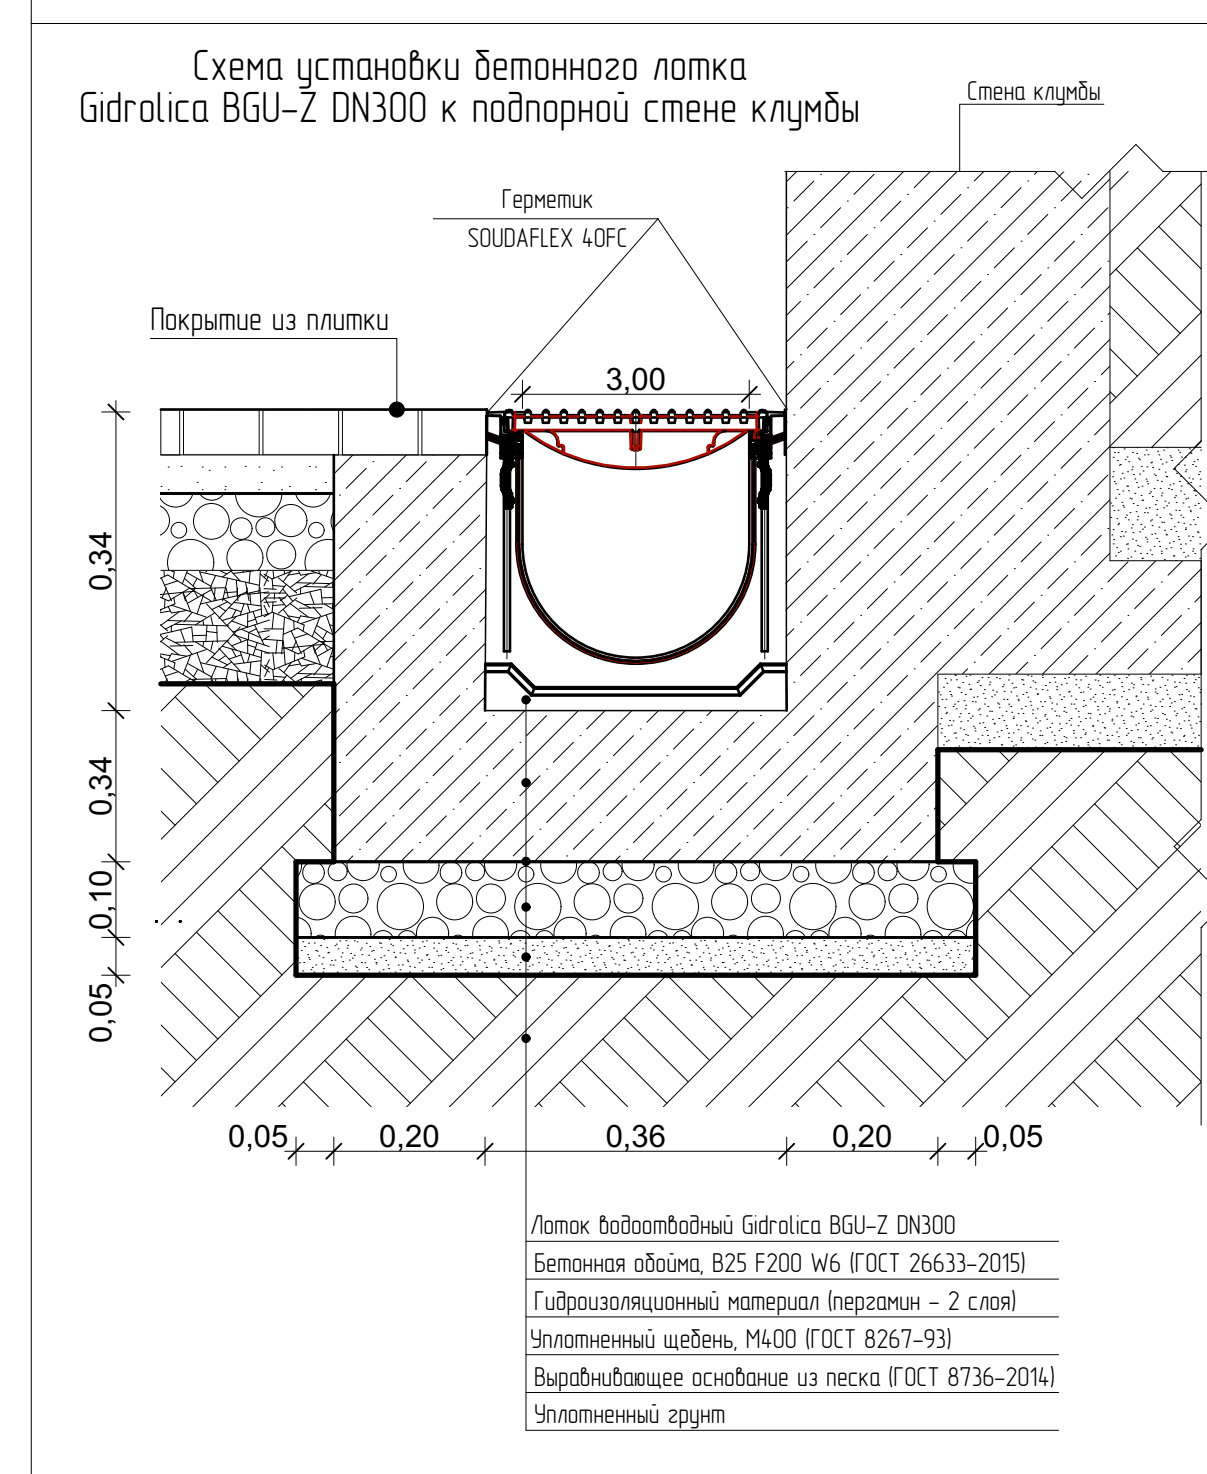 Схема установки бетонного лотка
Gidrolica BGU-Z DN300 к подпорной стене клумбы
Стена клумбы
Герметик
SOUDAFLEX 40FC
Покрытие из плитки
3,00
0,34
0,34
0,10
0,05
0,05
0,20
0,36
0,20
0,05
Лоток водоотводный Gidrolica BGU-Z DN300
Бетонная обойма, В25 F200 W6 (ГОСТ 26633-2015)
Гидроизоляционный материал (пергамин - 2 слоя)
Уплотненный щебень, М400 (ГОСТ 8267-93)
Выравнивающее основание из песка (ГОСТ 8736-2014)
Уплотненный грунт